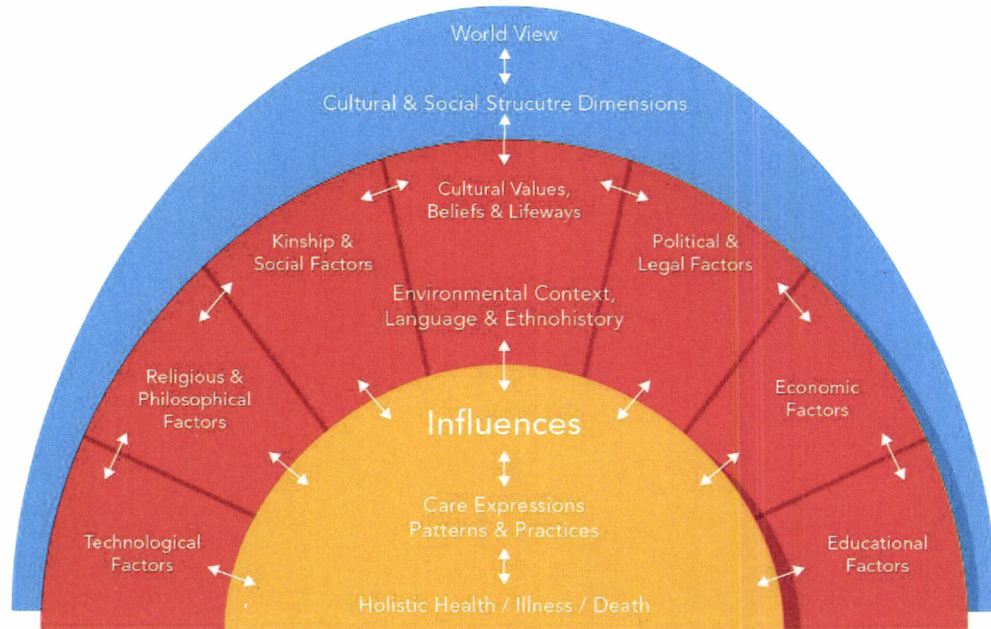 World View
Cultural & Social Strucutre Dimensions
Cultural Values,
Beliefs & Lifeways
Kinship &
Social Factors
Political &
Legal Factors
Environmental Context,
Language & Ethnohistory
Religious &
Philosophical
Factors
Economic
Factors
Influences
Care Expressions
Patterns & Practices
Technological
Factors
Educational
Factors
Holistic Health / Illness / Death